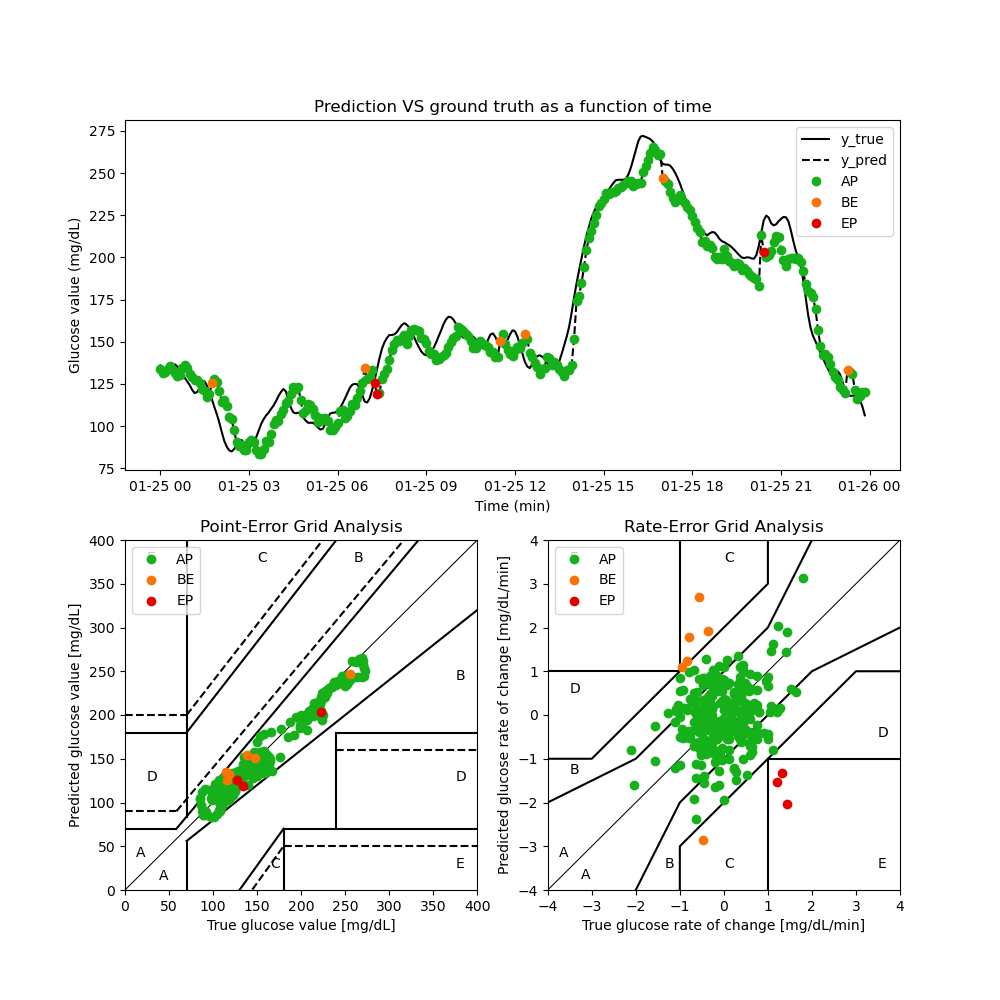 Prediction VS ground truth as a function of time
Glucose value (mg/dL)
275
250
225
200
175
150
125
100
75
y_true
y_pred
AP
BE
EP
01-25 00 01-25 03 01-25 06 01-25 09 01-25 12 01-25 15 01-25 18 01-25 21 01-26 00
Time (min)
Point-Error Grid Analysis
Predicted glucose value [mg/dL]
400
350
300
250
200
150
100
50
0
AP
BE
EP
C
B
B
D
D
A
A
C
E
0 50 100 150 200 250 300 350 400
True glucose value [mg/dL]
Rate-Error Grid Analysis
Predicted glucose rate of change [mg/dL/min]
4
3
2
1
0
−1
−2
−3
−4
AP
BE
EP
C
D
D
B
A
A
B
C
E
−4 −3 −2 −1 0 1 2 3 4
True glucose rate of change [mg/dL/min]